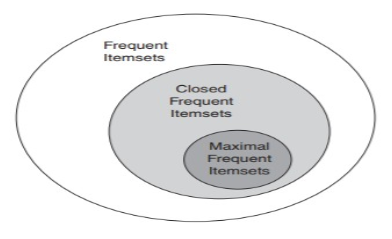 Frequent
Itemsets
Closed
Frequent
Itemsets
Maximal
Frequent
Itemsets